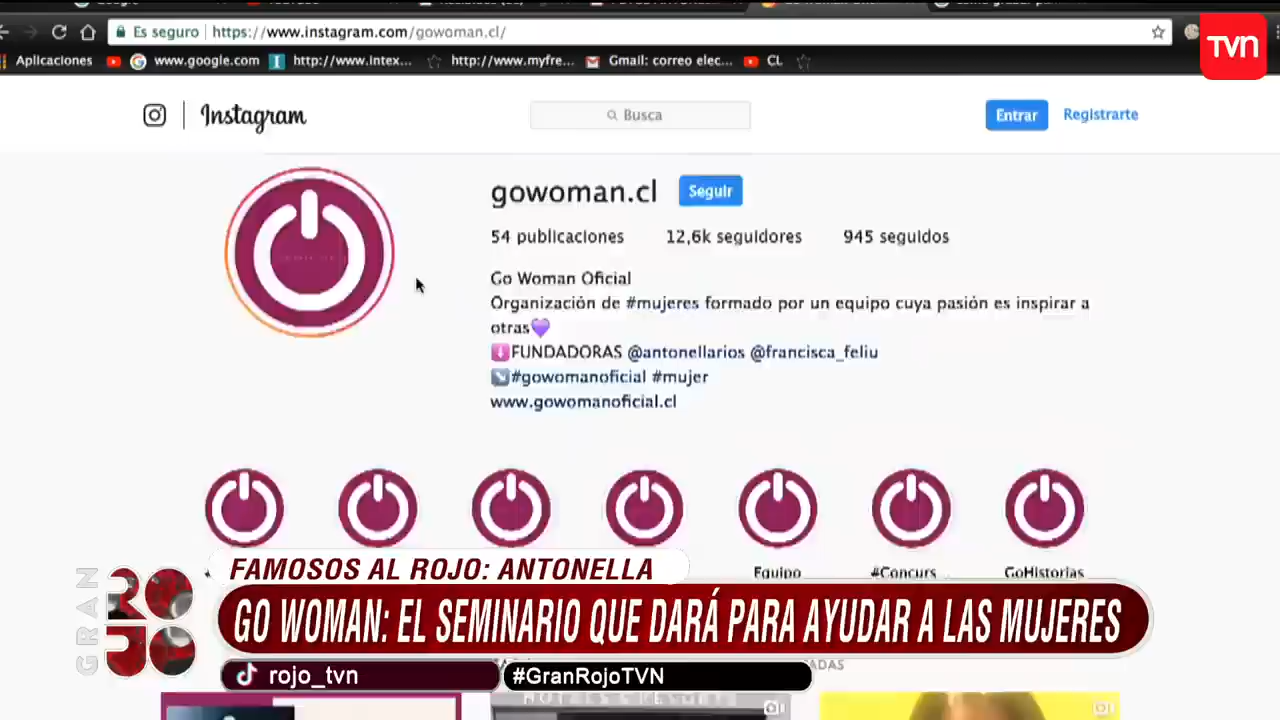 Es seguro https://www.instagram.com/gowoman.cl/
TVN
Aplicaciones www.google.com http://www.intex... http://www.myfre... Gmail: correo elec... CL
Instagram Busca Entrar Registrarte
gowoman.cl Seguir
54 publicaciones 12,6k seguidores 945 seguidos
Go Woman Oficial
Organización de #mujeres formado por un equipo cuya pasión es inspirar a
otras
FUNDADORAS @antonellarios @francisca_feliu
#gowomanoficial #mujer
www.gowomanoficial.cl
Equipo #Concurs GoHistorias
FAMOSOS AL ROJO: ANTONELLA
GRAN
ROJO
GO WOMAN: EL SEMINARIO QUE DARÁ PARA AYUDAR A LAS MUJERES
rojo_tvn #GranRojoTVN